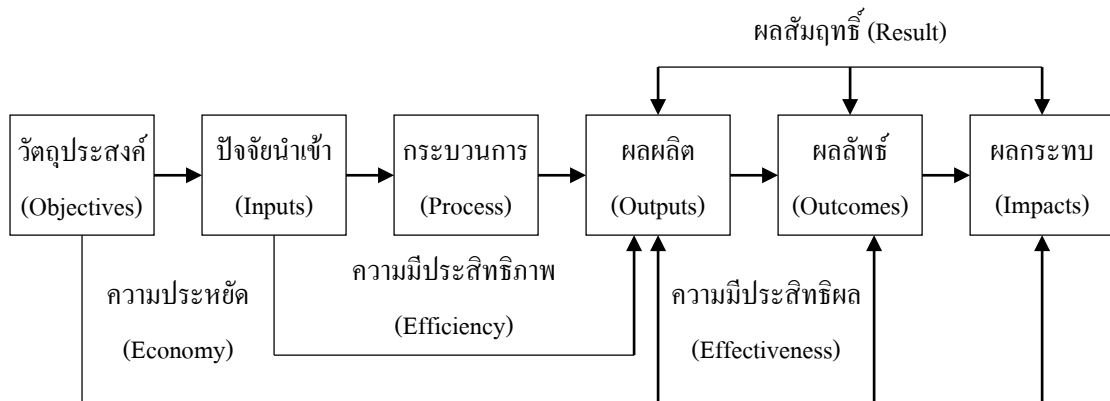 ผลสัมฤทธิ์ (Result)
วัตถุประสงค์
(Objectives)
ปัจจัยนำเข้า
(Inputs)
กระบวนการ
(Process)
ผลผลิต
(Outputs)
ผลลัพธ์
(Outcomes)
ผลกระทบ
(Impacts)
ความประหยัด
(Economy)
ความมีประสิทธิภาพ
(Efficiency)
ความมีประสิทธิผล
(Effectiveness)